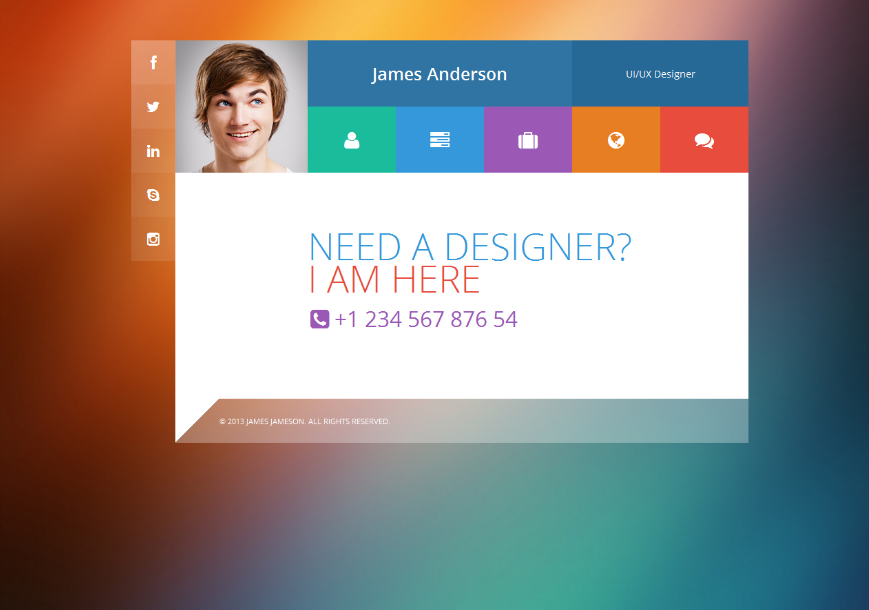 James Anderson
UI/UX Designer
NEED A DESIGNER?
I AM HERE
+1 234 567 876 54
© 2013 JAMES JAMESON. ALL RIGHTS RESERVED.